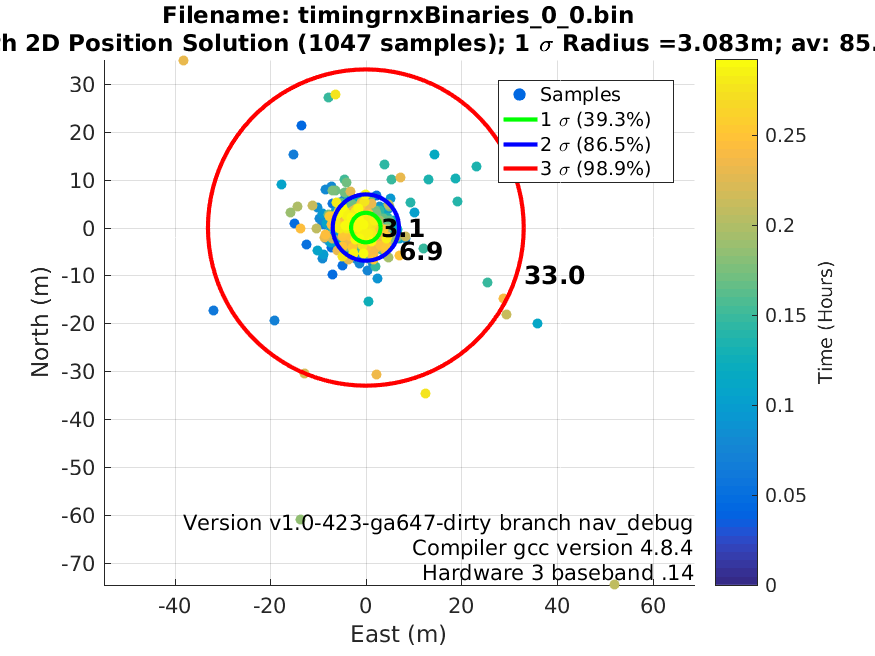 Filename: timingrnxBinaries_0_0.bin
2D Position Solution (1047 samples); 1 σ Radius =3.083m; av: 85.
30
20
10
0
-10
-20
-30
-40
-50
-60
-70
North (m)
-40
-20
0
20
40
60
East (m)
Samples
1 σ (39.3%)
2 σ (86.5%)
3 σ (98.9%)
3.1
6.9
33.0
Version v1.0-423-ga647-dirty branch nav_debug
Compiler gcc version 4.8.4
Hardware 3 baseband .14
0.25
0.2
0.15
0.1
0.05
0
Time (Hours)